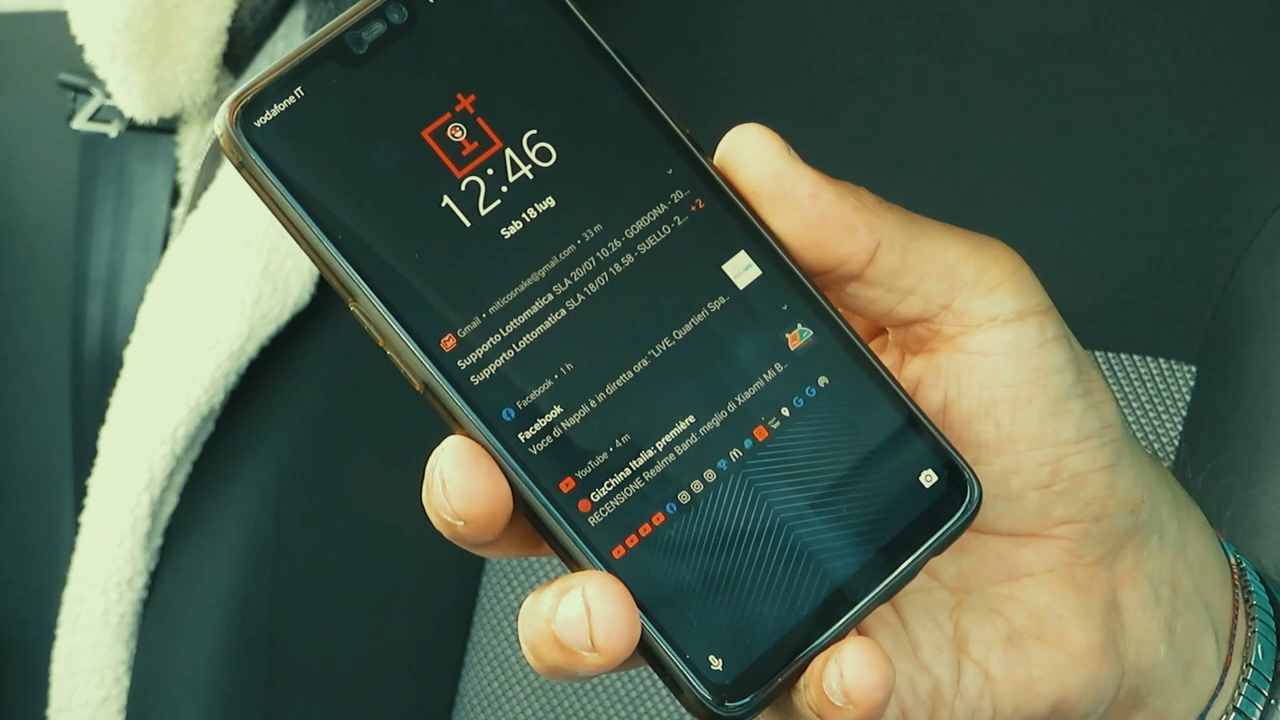 vodafone IT
12:46
Sab 18 lug
Gmail • miticosnake@gmail.com • 33 m
Supporto Lottomatica SLA 20/07 10.26 - GORDONA - 20...
Supporto Lottomatica SLA 18/07 18.58 - SUELLO - 2... +2
Facebook • 1 h
Facebook
Voce di Napoli è in diretta ora: "LIVE Quartieri Spa..
YouTube • 4 m
GizChina Italia: première
RECENSIONE Realme Band: meglio di Xiaomi Mi B..